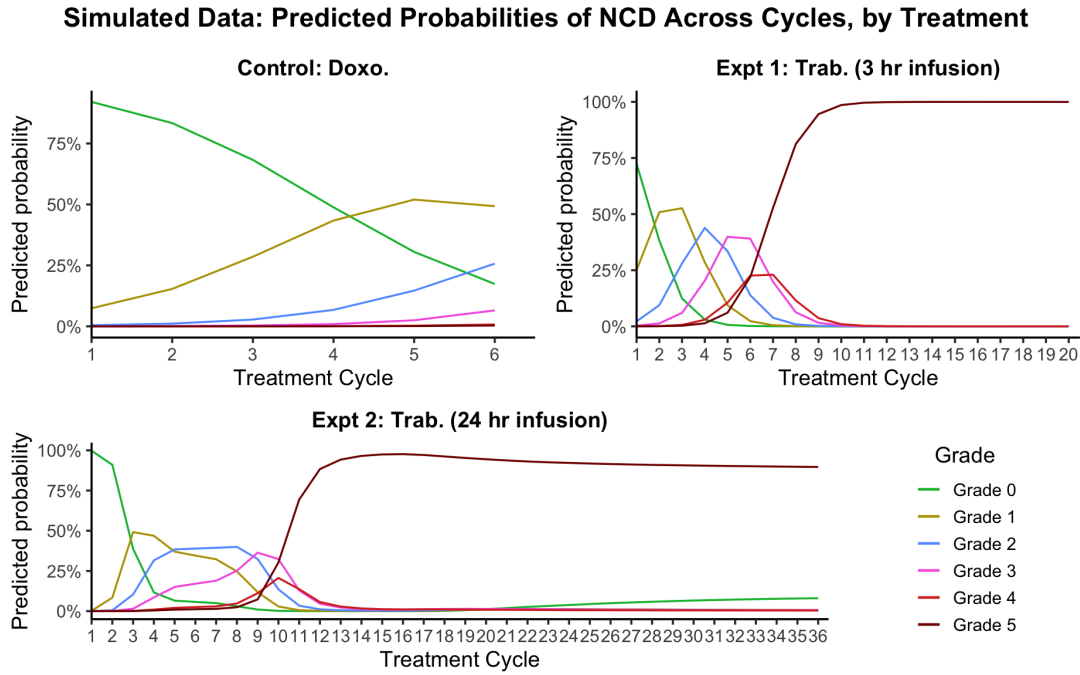 Simulated Data: Predicted Probabilities of NCD Across Cycles, by Treatment
Control: Doxo.
Predicted probability
75%
50%
25%
0%
1 2 3 4 5 6
Treatment Cycle
Expt 1: Trab. (3 hr infusion)
Predicted probability
100%
75%
50%
25%
0%
1 2 3 4 5 6 7 8 9 10 11 12 13 14 15 16 17 18 19 20
Treatment Cycle
Expt 2: Trab. (24 hr infusion)
Predicted probability
100%
75%
50%
25%
0%
1 2 3 4 5 6 7 8 9 10 11 12 13 14 15 16 17 18 19 20 21 22 23 24 25 26 27 28 29 30 31 32 33 34 35 36
Treatment Cycle
Grade
Grade 0
Grade 1
Grade 2
Grade 3
Grade 4
Grade 5